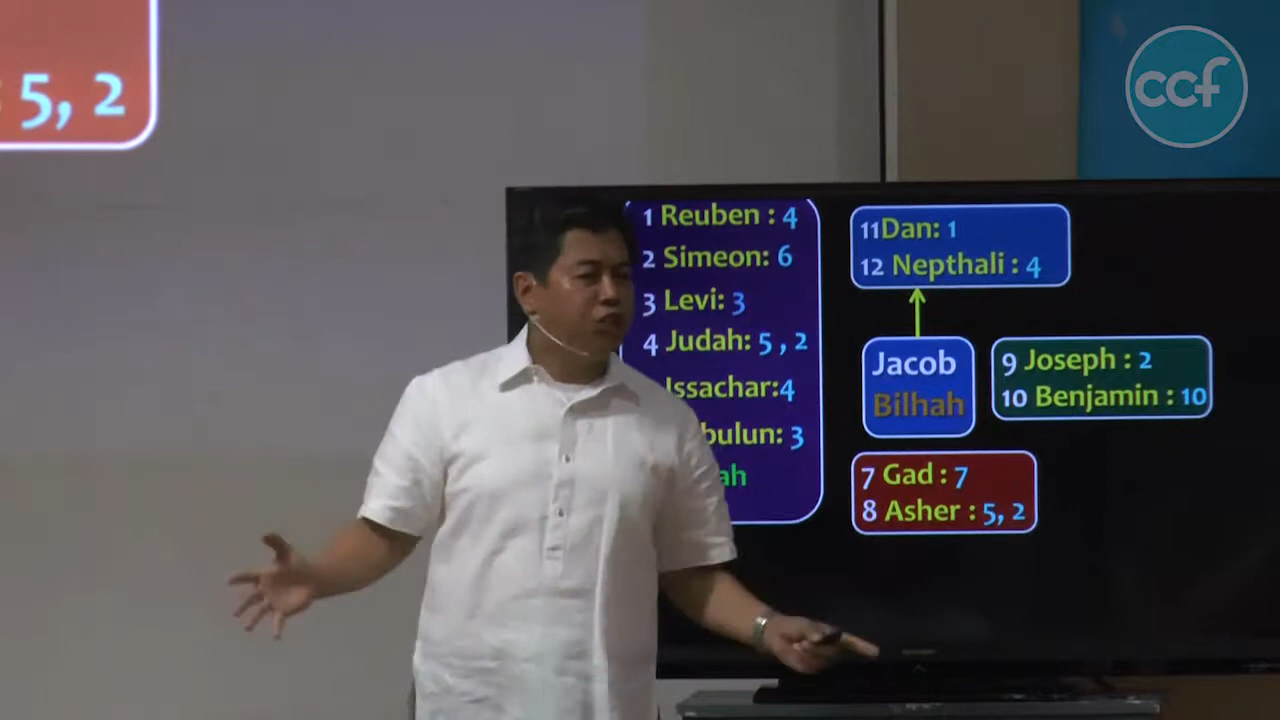 5, 2
ccf
1 Reuben : 4
2 Simeon: 6
3 Levi: 3
4 Judah: 5 , 2
Issachar:4
bulun: 3
ah
11Dan: 1
12 Nepthali : 4
Jacob
Bilhah
9 Joseph : 2
10 Benjamin : 10
7 Gad : 7
8 Asher : 5, 2